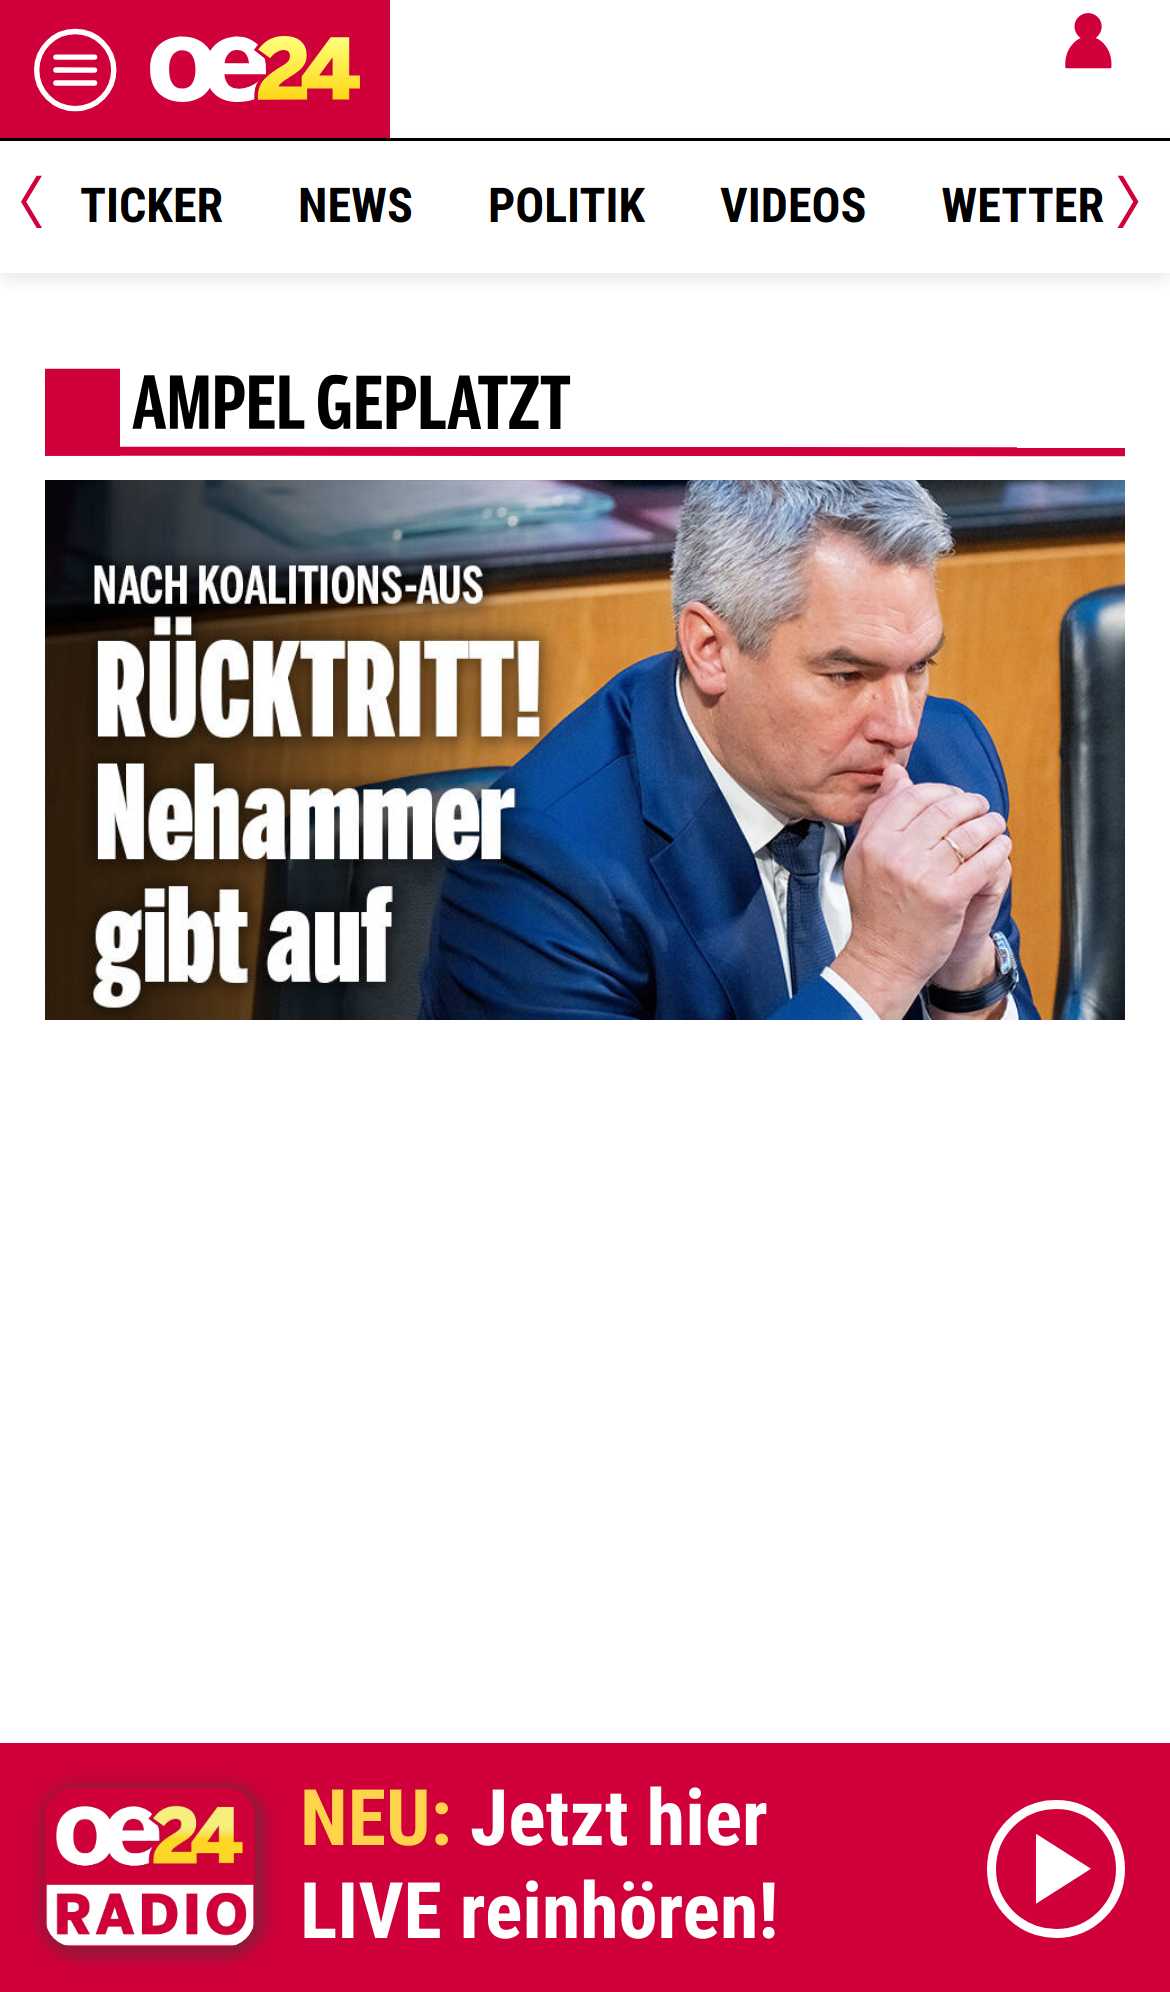 oe24
TICKER NEWS POLITIK VIDEOS WETTER
AMPEL GEPLATZT
NACH KOALITIONS-AUS
RÜCKTRITT!
Nehammer
gibt auf
oe24
RADIO
NEU: Jetzt hier
LIVE reinhören!